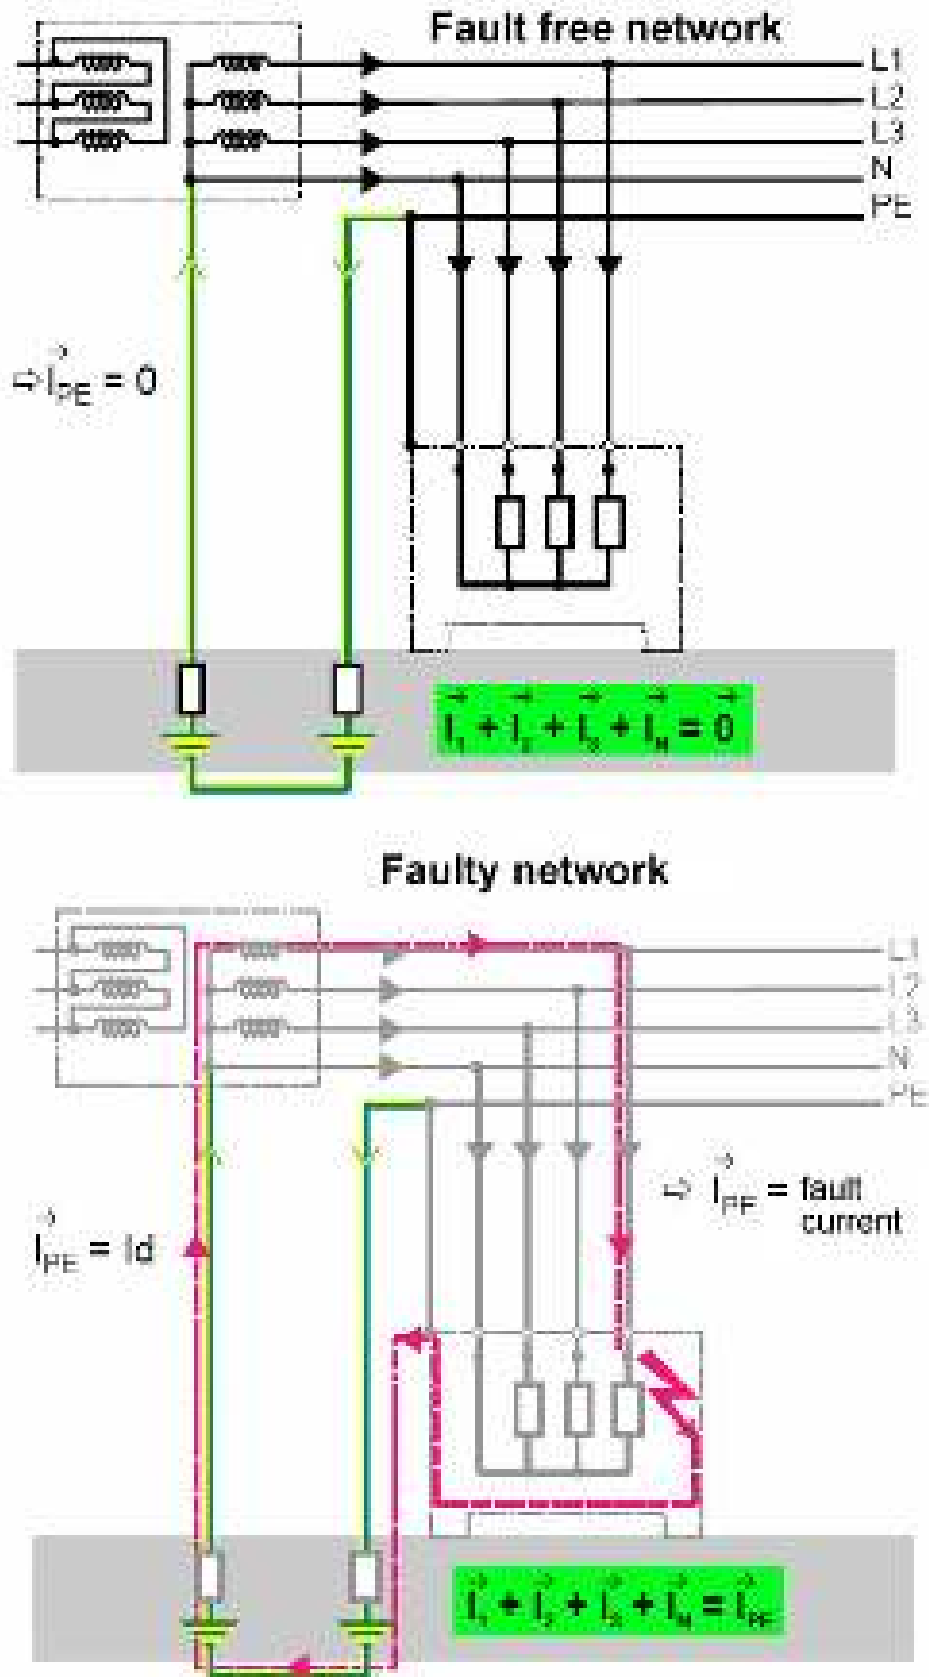 Fault free network
L1
L2
L3
N
PE
⇨ I⃗PE = 0
I⃗1 + I⃗2 + I⃗3 + I⃗N = 0⃗
Faulty network
L1
L2
L3
N
PE
⇨ I⃗PE = fault
current
I⃗PE = Id
I⃗1 + I⃗2 + I⃗3 + I⃗N = I⃗PE